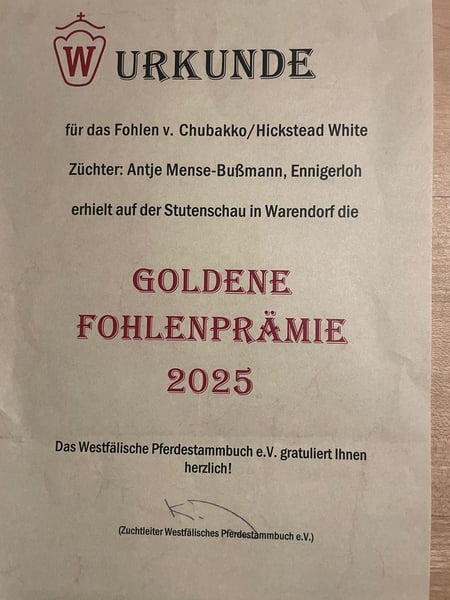 W URKUNDE
für das Fohlen v. Chubakko/Hickstead White
Züchter: Antje Mense-Bußmann, Ennigerloh
erhielt auf der Stutenschau in Warendorf die
GOLDENE
FOHLENPRÄMIE
2025
Das Westfälische Pferdestammbuch e.V. gratuliert Ihnen
herzlich!
(Zuchtleiter Westfälisches Pferdestammbuch e.V.)